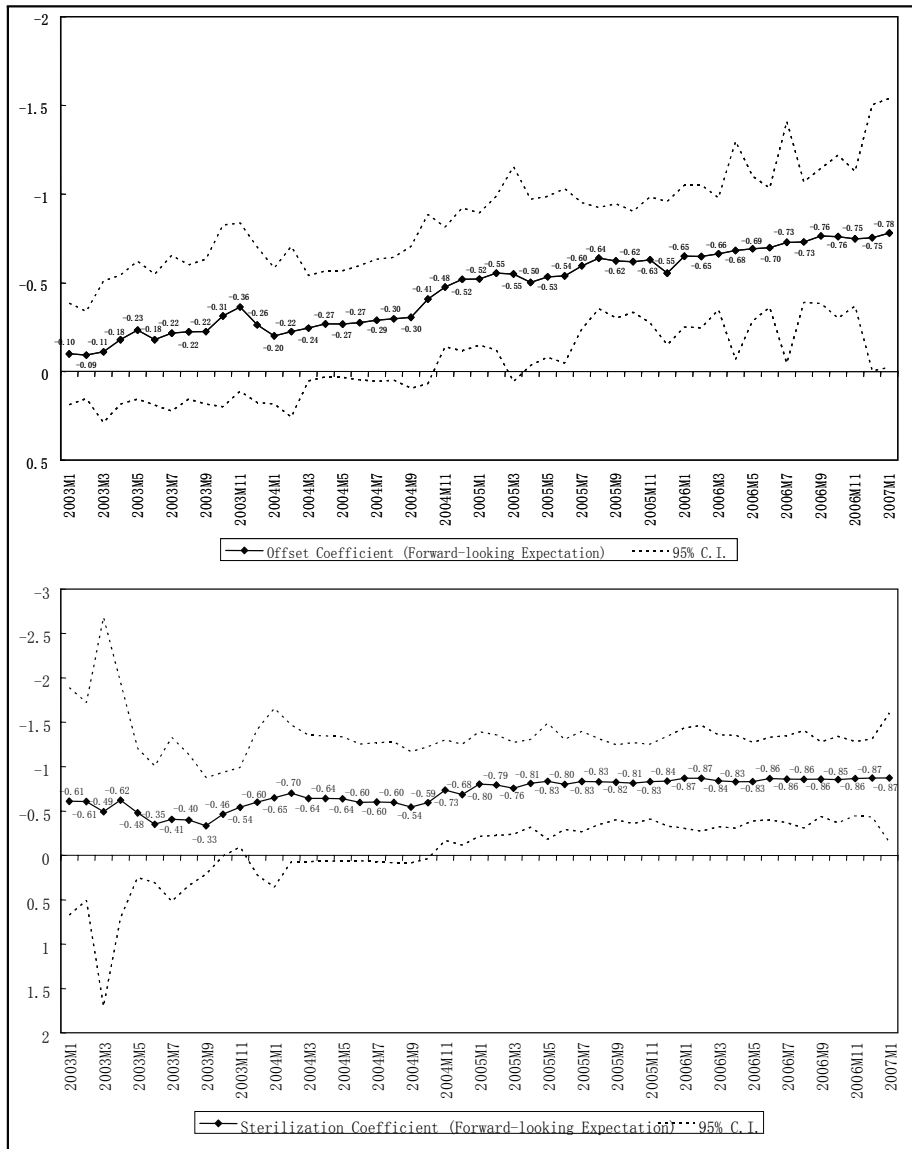 -2
-1.5
-1
-0.5
0
0.5
-0.10 -0.09 -0.11 -0.18 -0.23 -0.18 -0.22 -0.22 -0.22 -0.31 -0.36 -0.26 -0.20 -0.22 -0.24 -0.27 -0.27 -0.27 -0.29 -0.30 -0.30 -0.41 -0.48 -0.52 -0.52 -0.55 -0.55 -0.50 -0.53 -0.54 -0.60 -0.64 -0.62 -0.62 -0.63 -0.55 -0.65 -0.65 -0.66 -0.68 -0.69 -0.70 -0.73 -0.73 -0.76 -0.76 -0.75 -0.75 -0.78
2003M1 2003M3 2003M5 2003M7 2003M9 2003M11 2004M1 2004M3 2004M5 2004M7 2004M9 2004M11 2005M1 2005M3 2005M5 2005M7 2005M9 2005M11 2006M1 2006M3 2006M5 2006M7 2006M9 2006M11 2007M1
Offset Coefficient (Forward-looking Expectation) 95% C.I.
-3
-2.5
-2
-1.5
-1
-0.5
0
0.5
1
1.5
2
-0.61 -0.61 -0.49 -0.62 -0.48 -0.35 -0.41 -0.40 -0.33 -0.46 -0.54 -0.60 -0.65 -0.70 -0.64 -0.64 -0.64 -0.60 -0.60 -0.60 -0.54 -0.59 -0.73 -0.68 -0.80 -0.79 -0.76 -0.81 -0.83 -0.80 -0.83 -0.83 -0.82 -0.81 -0.83 -0.84 -0.87 -0.87 -0.84 -0.83 -0.83 -0.86 -0.86 -0.86 -0.86 -0.85 -0.86 -0.87 -0.87
2003M1 2003M3 2003M5 2003M7 2003M9 2003M11 2004M1 2004M3 2004M5 2004M7 2004M9 2004M11 2005M1 2005M3 2005M5 2005M7 2005M9 2005M11 2006M1 2006M3 2006M5 2006M7 2006M9 2006M11 2007M1
Sterilization Coefficient (Forward-looking Expectation) 95% C.I.